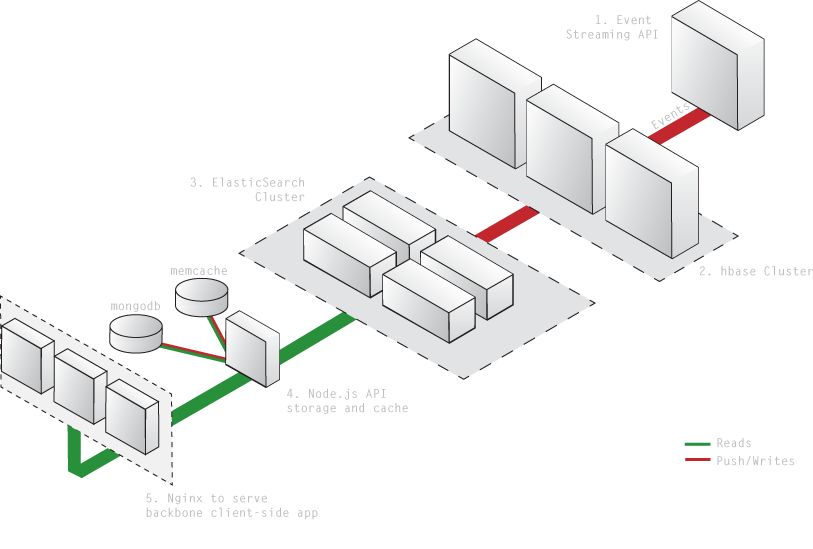 1. Event
Streaming API
Events
2. hbase Cluster
3. ElasticSearch
Cluster
memcache
mongodb
4. Node.js API
storage and cache
Reads
Push/Writes
5. Nginx to serve
backbone client-side app